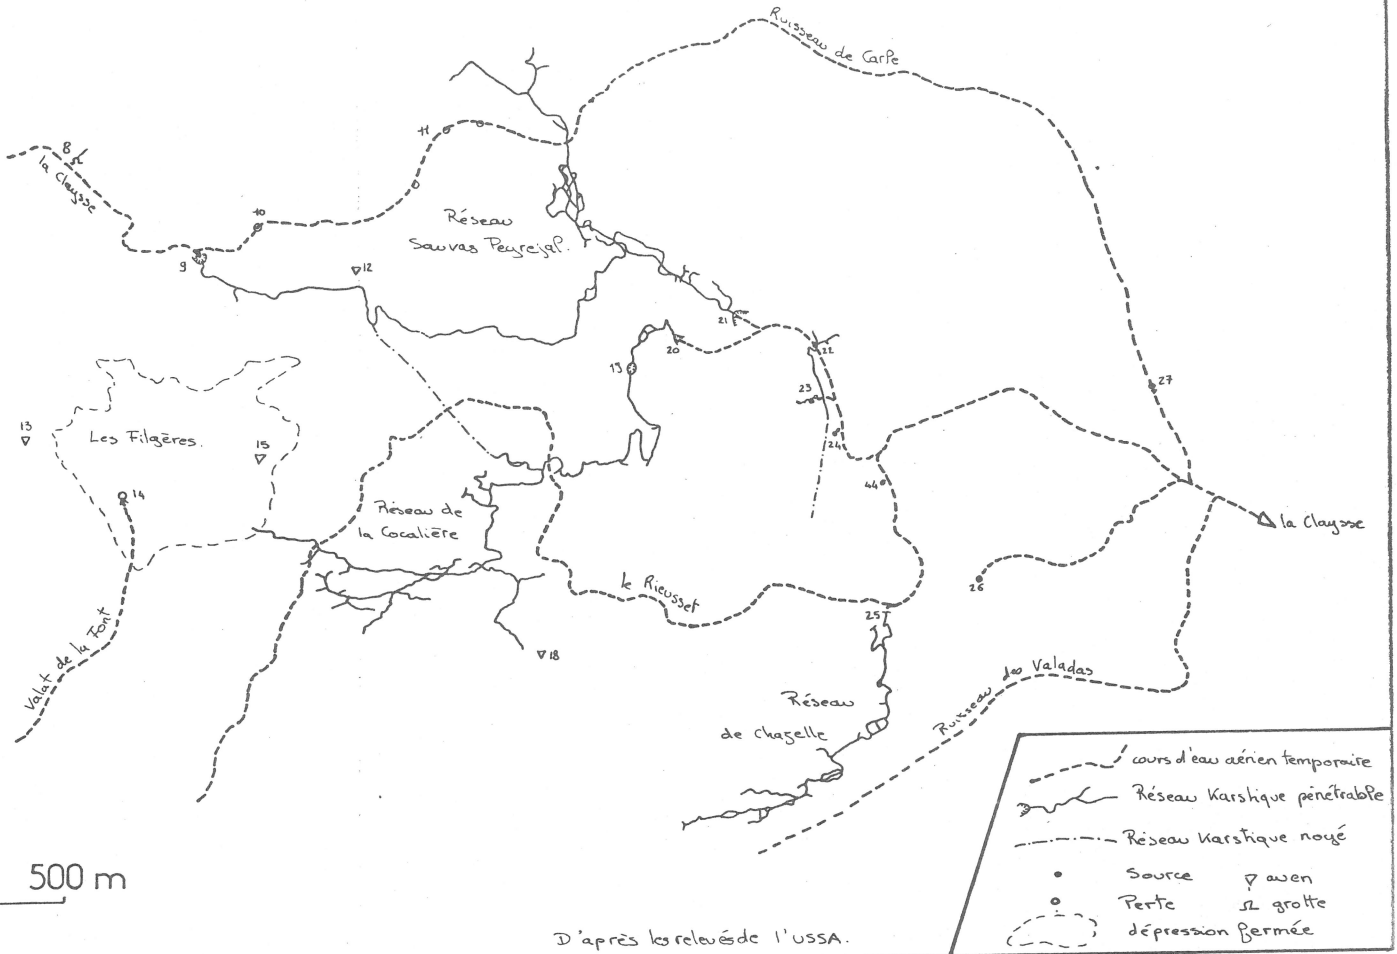 Ruisseau de Carle
8
la Claysse
11
10
Réseau
Sauvas Peyrejal.
9
12
21
20
22
19
23
24
27
13
Les Filgères.
15
14
44
Réseau de
la Cocalière
la Claysse
26
le Rieusset
25
18
Valat de la Font
Réseau
de Chazelle
Ruisseau des Valadas
cours d'eau aérien temporaire
Réseau Karstique pénétrable
Réseau Karstique noyé
Source
aven
Perte
grotte
dépression fermée
500 m
D'après les relevés de l'USSA.